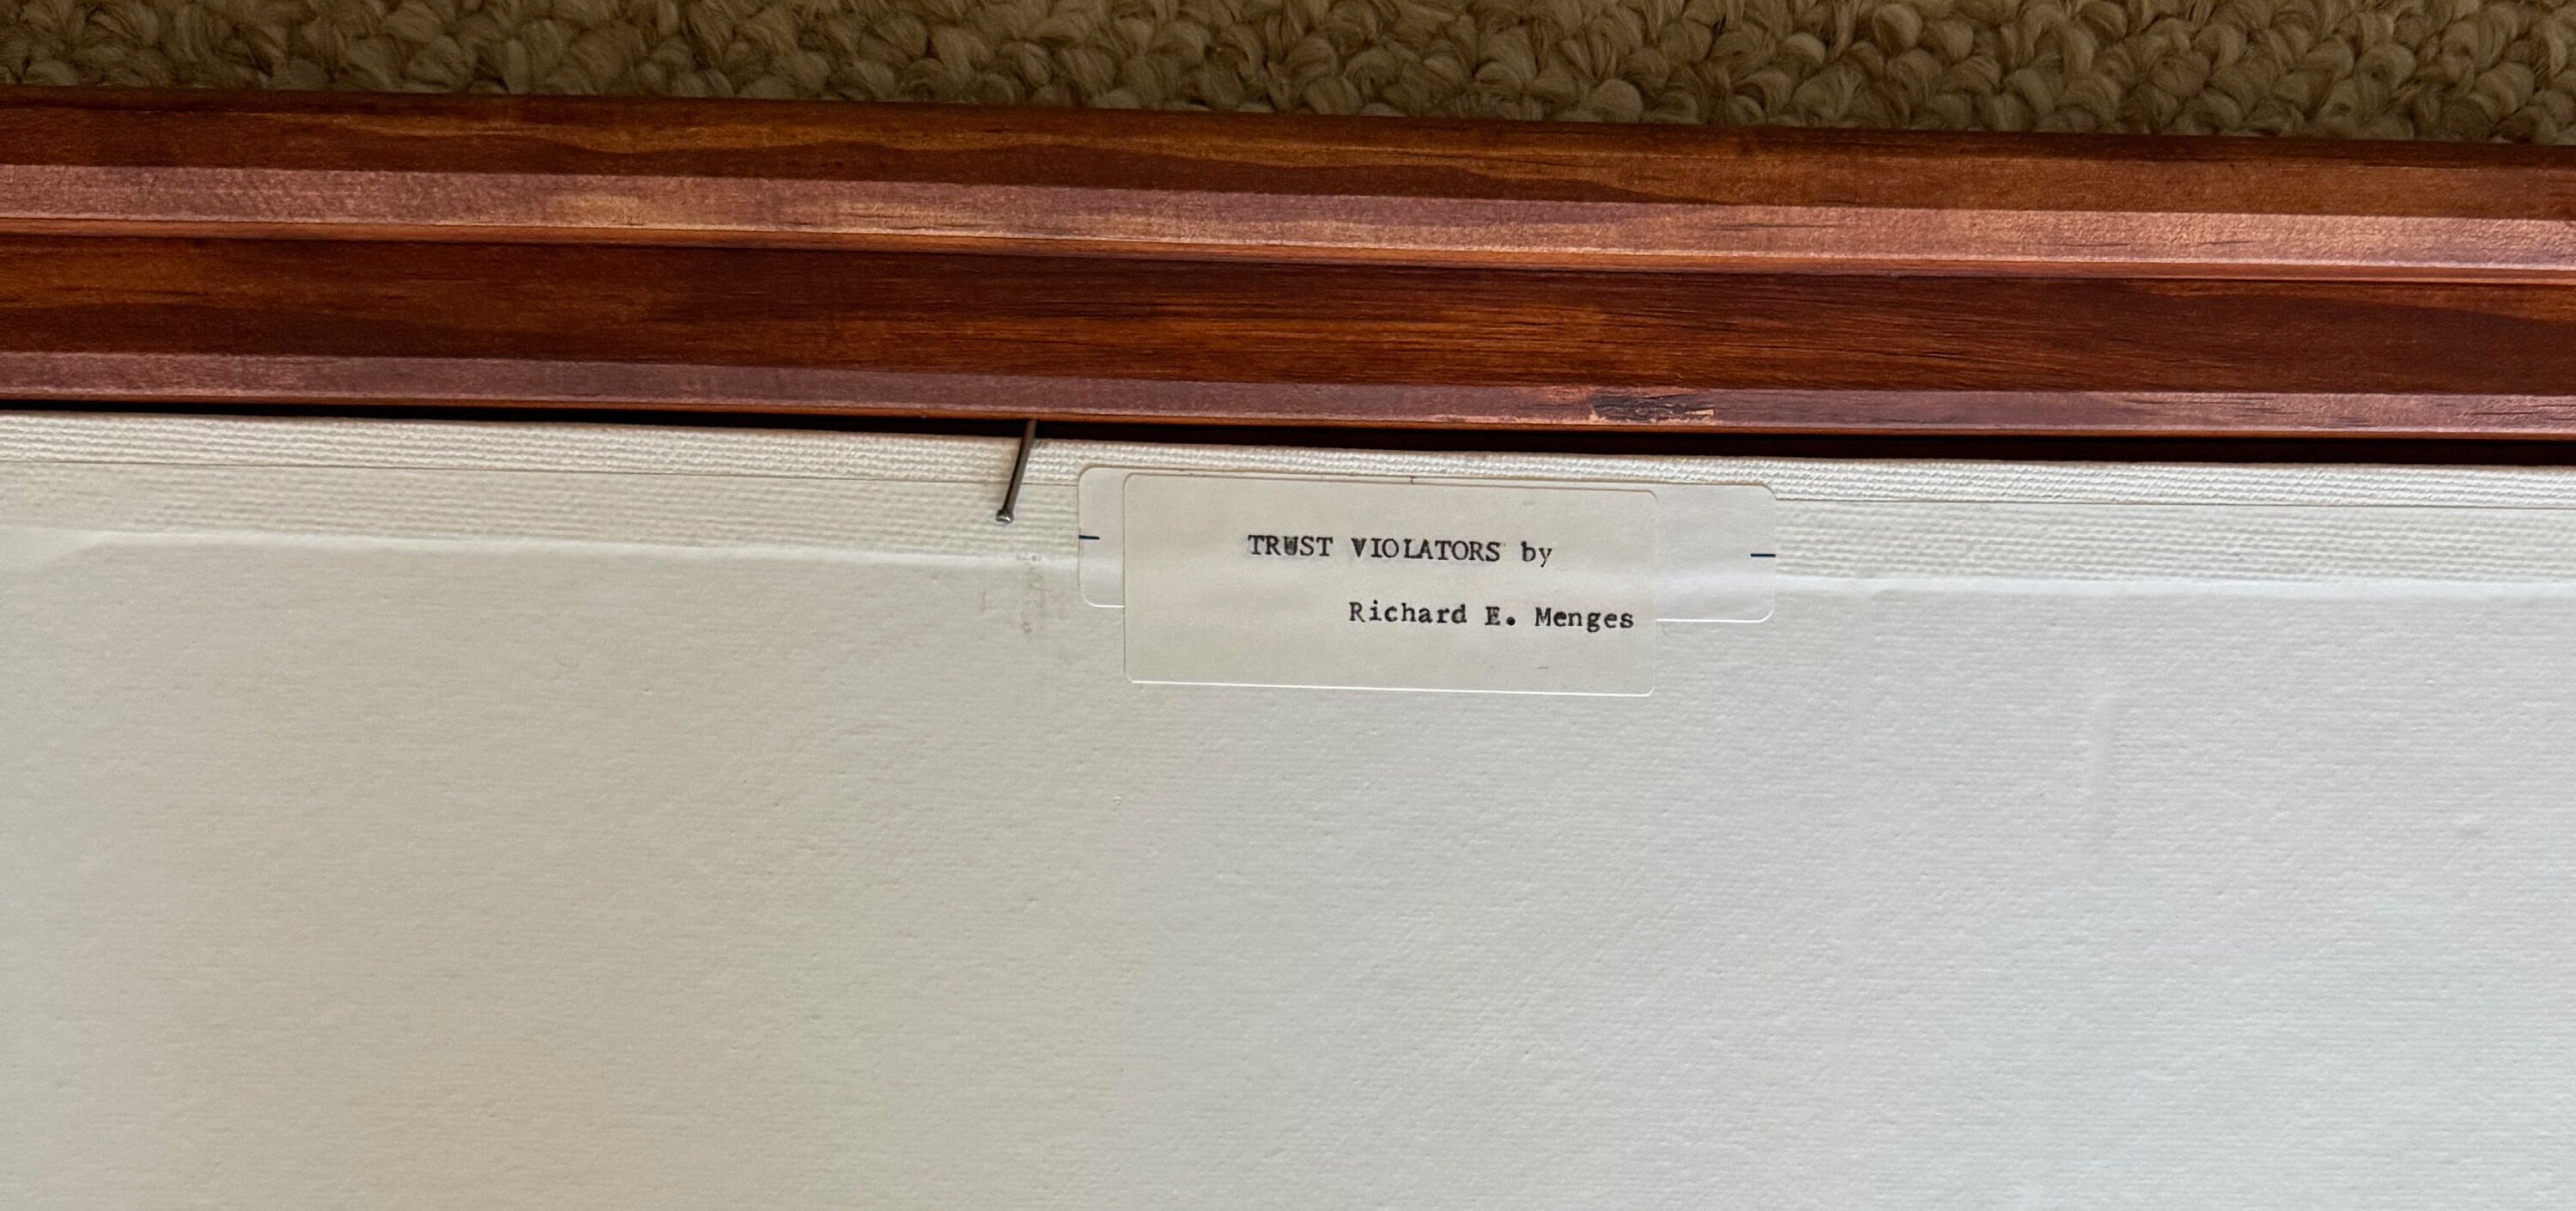 TRUST VIOLATORS by
Richard E. Menges